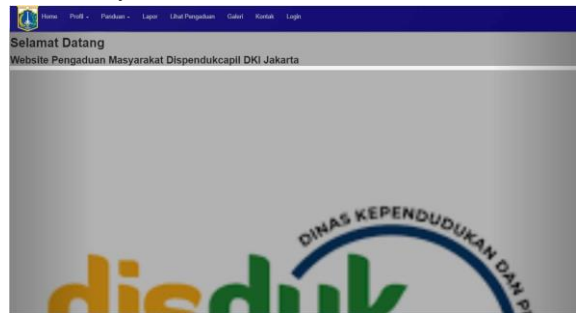 Home Profil Panduan Lapor Lihat Pengaduan Galeri Kontak Login
Selamat Datang
Website Pengaduan Masyarakat Dispendukcapil DKI Jakarta
DINAS KEPENDUDUKAN DAN
disduk